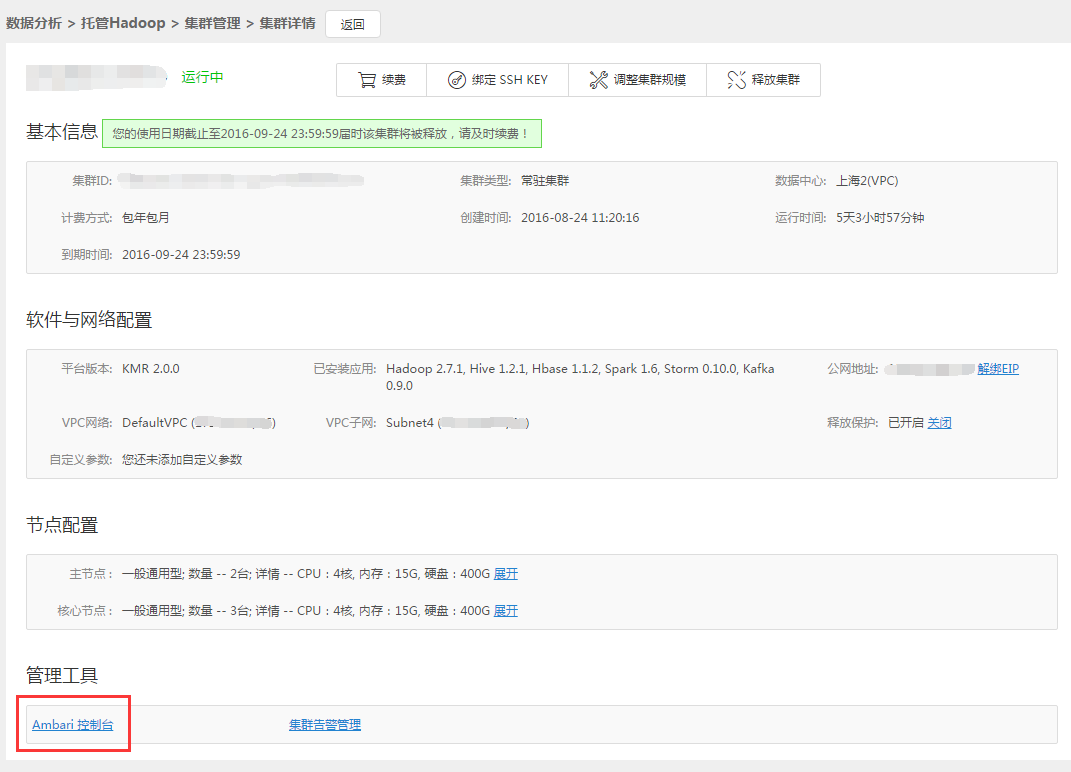 数据分析 > 托管Hadoop > 集群管理 > 集群详情 返回
运行中 续费 绑定 SSH KEY 调整集群规模 释放集群
基本信息 您的使用日期截止至2016-09-24 23:59:59届时该集群将被释放，请及时续费！
集群ID: 集群类型: 常驻集群 数据中心: 上海2(VPC)
计费方式: 包年包月 创建时间: 2016-08-24 11:20:16 运行时间: 5天3小时57分钟
到期时间: 2016-09-24 23:59:59
软件与网络配置
平台版本: KMR 2.0.0 已安装应用: Hadoop 2.7.1, Hive 1.2.1, Hbase 1.1.2, Spark 1.6, Storm 0.10.0, Kafka 公网地址: 解绑EIP
0.9.0
VPC网络: DefaultVPC ( ) VPC子网: Subnet4 ( ) 释放保护: 已开启 关闭
自定义参数: 您还未添加自定义参数
节点配置
主节点 : 一般通用型; 数量 -- 2台; 详情 -- CPU : 4核, 内存 : 15G, 硬盘 : 400G 展开
核心节点 : 一般通用型; 数量 -- 3台; 详情 -- CPU : 4核, 内存 : 15G, 硬盘 : 400G 展开
管理工具
Ambari 控制台 集群告警管理